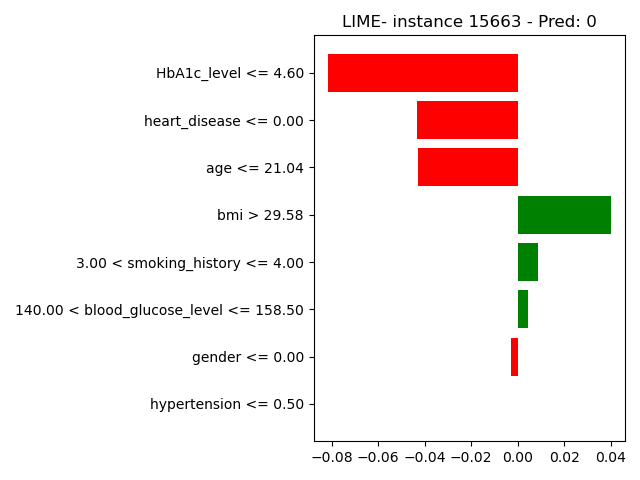 LIME- instance 15663 - Pred: 0
HbA1c_level <= 4.60
heart_disease <= 0.00
age <= 21.04
bmi > 29.58
3.00 < smoking_history <= 4.00
140.00 < blood_glucose_level <= 158.50
gender <= 0.00
hypertension <= 0.50
−0.08 −0.06 −0.04 −0.02 0.00 0.02 0.04